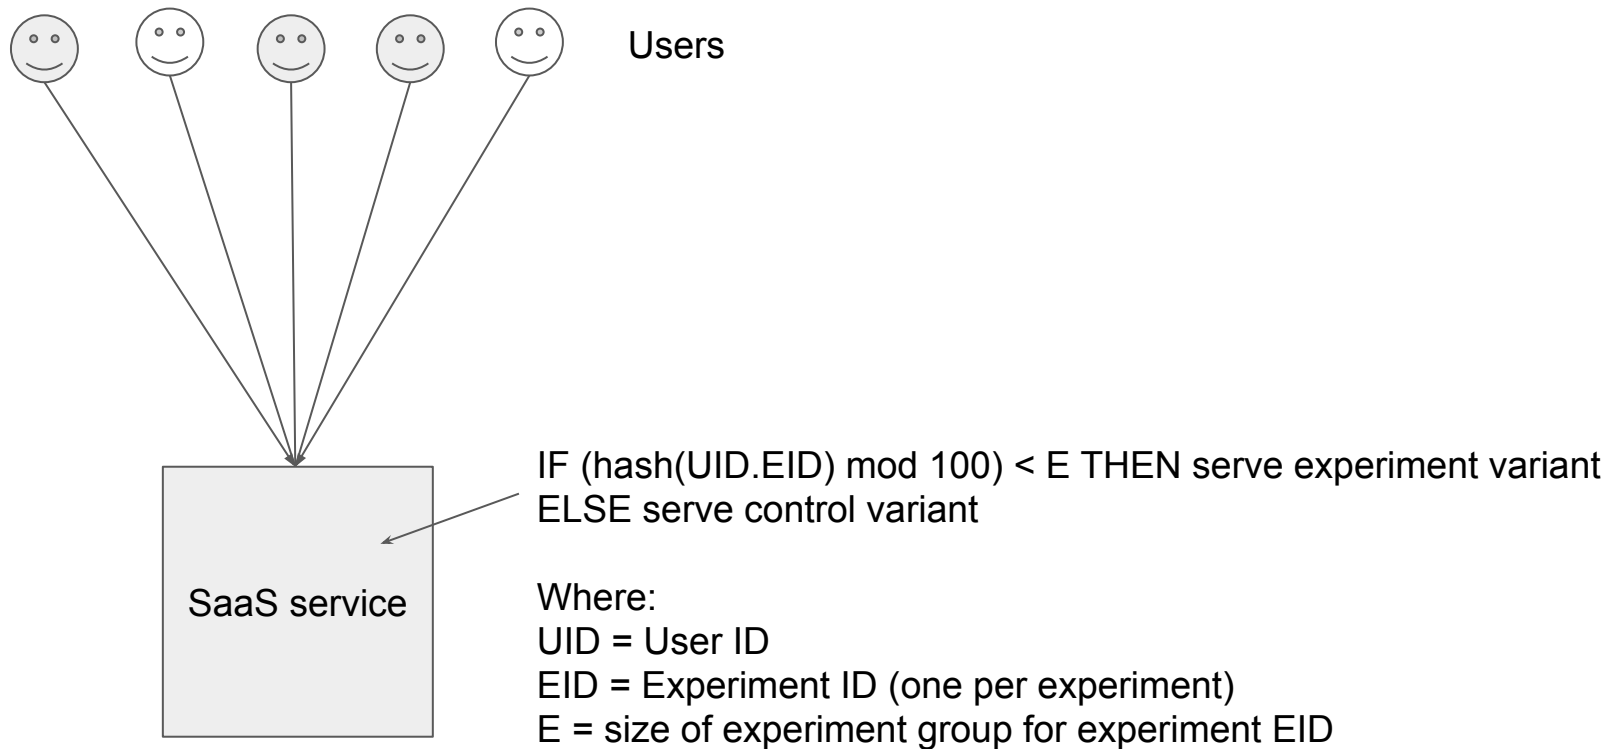 Users
IF (hash(UID.EID) mod 100) < E THEN serve experiment variant
ELSE serve control variant
SaaS service
Where:
UID = User ID
EID = Experiment ID (one per experiment)
E = size of experiment group for experiment EID